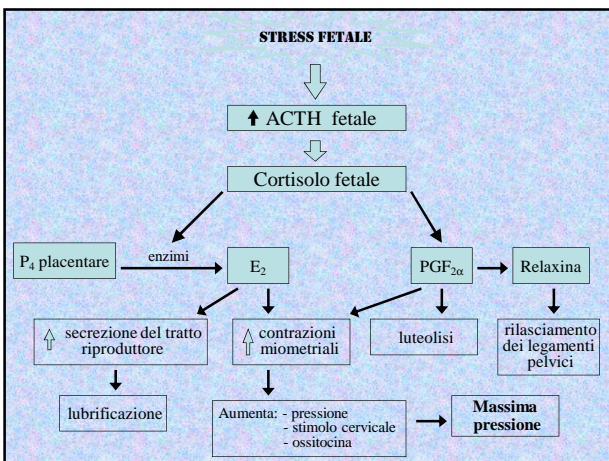 STRESS FETALE
ACTH fetale
Cortisolo fetale
P₄ placentare
enzimi
E₂
PGF₂α
Relaxina
secrezione del tratto
riproduttore
contrazioni
miometriali
luteolisi
rilasciamento
dei legamenti
pelvici
lubrificazione
Aumenta: - pressione
- stimolo cervicale
- ossitocina
Massima
pressione